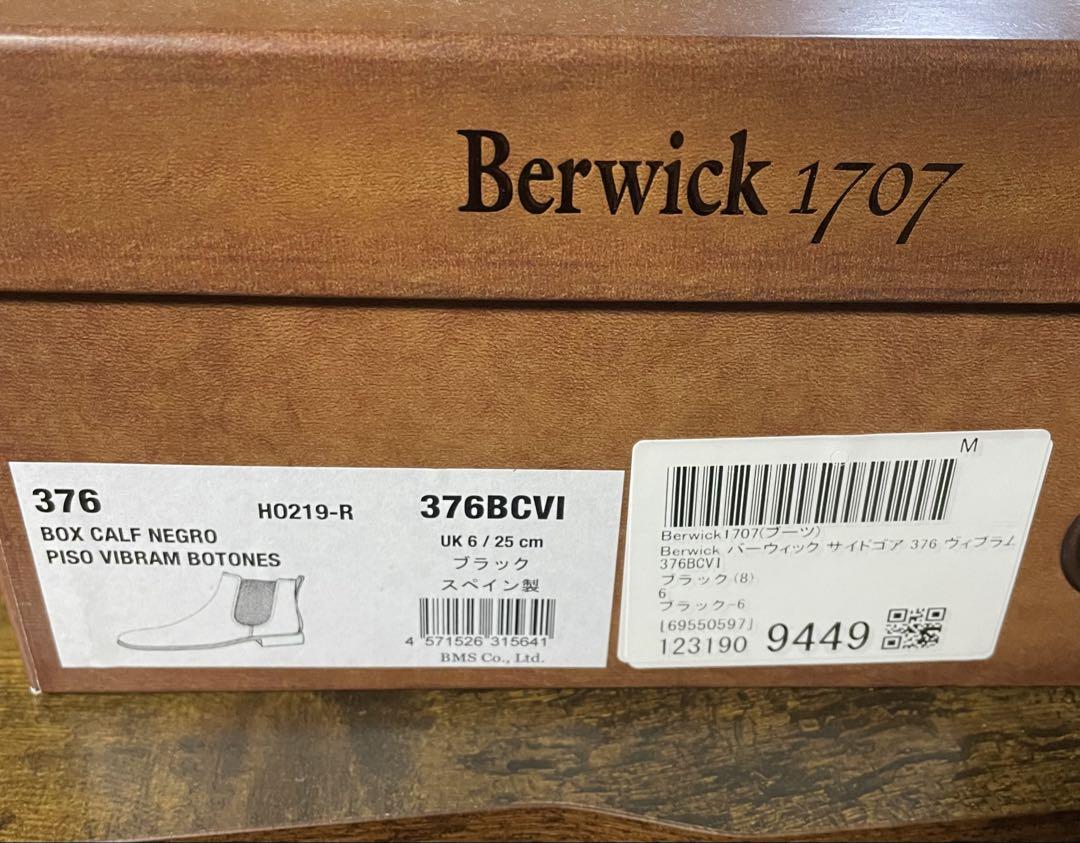 Berwick 1707
376
HO219-R
BOX CALF NEGRO
PISO VIBRAM BOTONES
376BCVI
UK 6 / 25 cm
ブラック
スペイン製
4 571526 315641
BMS Co., Ltd.
M
Berwick1707(ブーツ)
Berwick バーウィック サイドゴア 376 ヴィブラム
376BCVI
ブラック(8)
6
ブラック-6
[69550597]
123190 9449